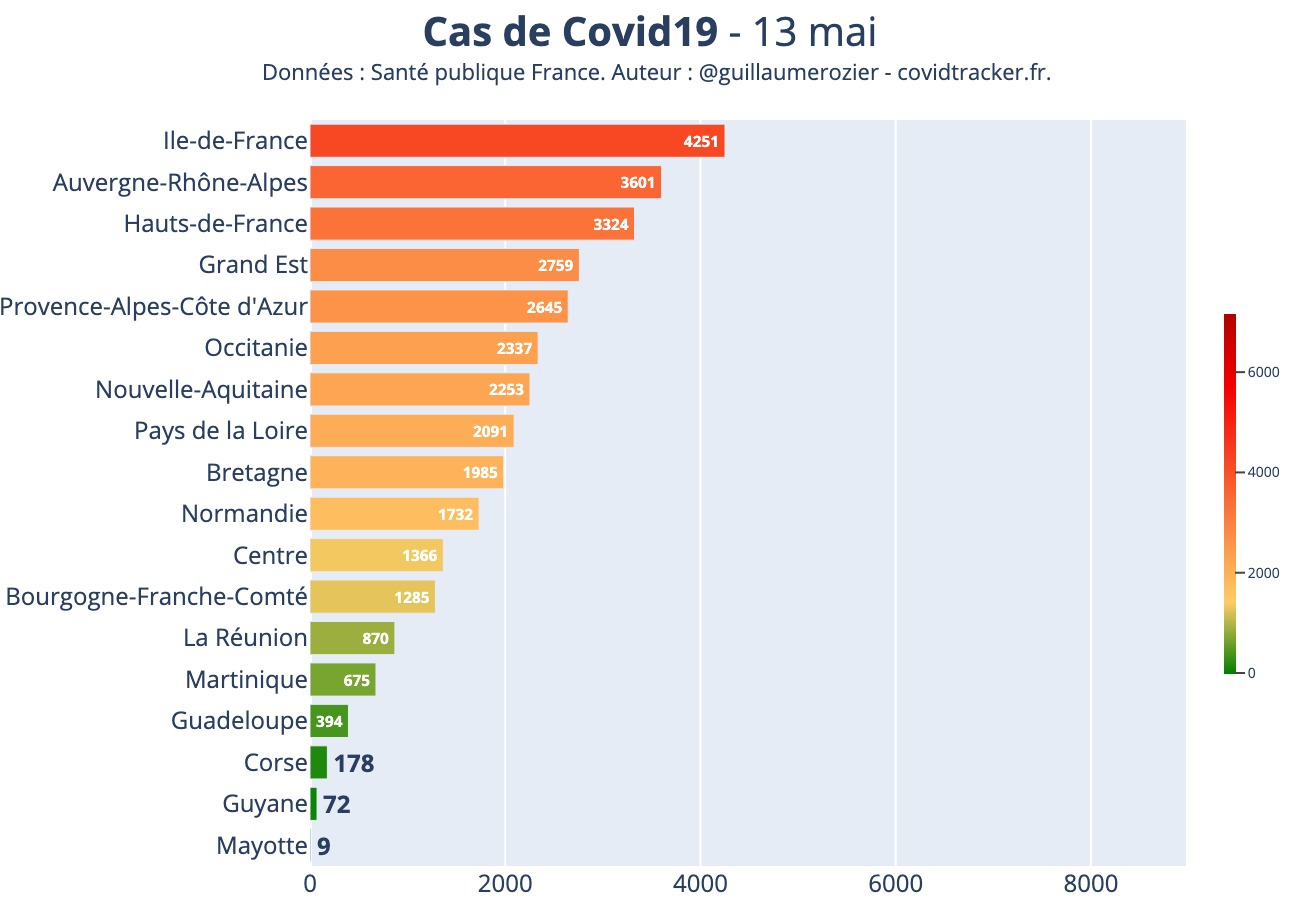 Cas de Covid19 - 13 mai
Données : Santé publique France. Auteur : @guillaumerozier - covidtracker.fr.
Ile-de-France 4251
Auvergne-Rhône-Alpes 3601
Hauts-de-France 3324
Grand Est 2759
Provence-Alpes-Côte d'Azur 2645
Occitanie 2337
Nouvelle-Aquitaine 2253
Pays de la Loire 2091
Bretagne 1985
Normandie 1732
Centre 1366
Bourgogne-Franche-Comté 1285
La Réunion 870
Martinique 675
Guadeloupe 394
Corse 178
Guyane 72
Mayotte 9
0 2000 4000 6000 8000
6000
4000
2000
0